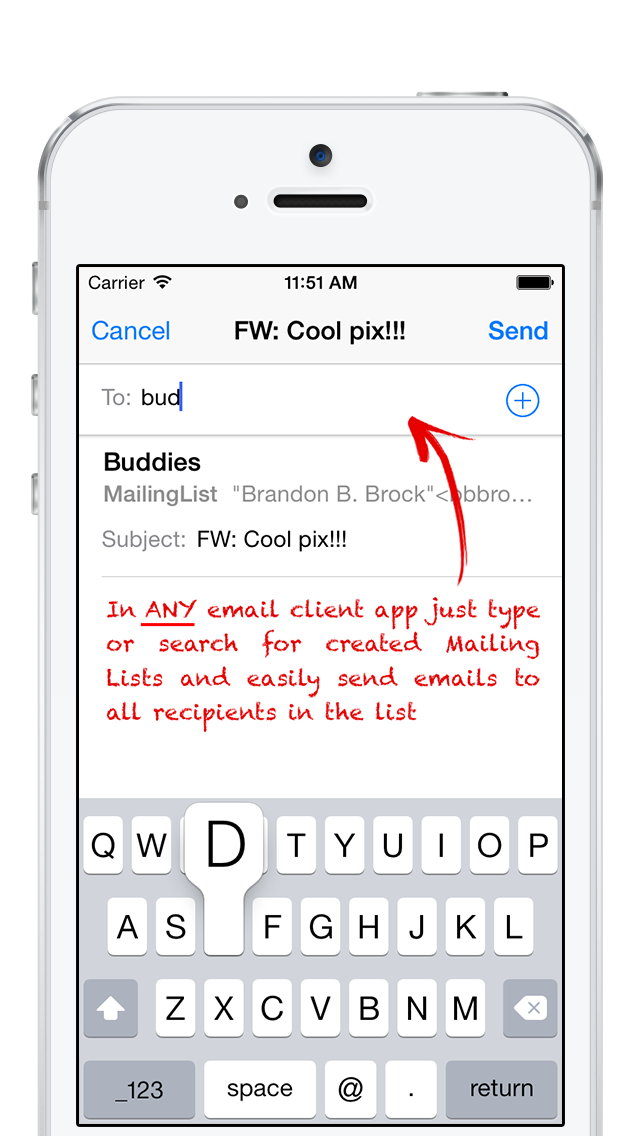 Carrier 11:51 AM
Cancel FW: Cool pix!!! Send
To: bud
Buddies
MailingList "Brandon B. Brock"<bbbro...
Subject: FW: Cool pix!!!
In ANY email client app just type
or search for created Mailing
Lists and easily send emails to
all recipients in the list
Q W D T Y U I O P
A S F G H J K L
Z X C V B N M
_123 space @ . return